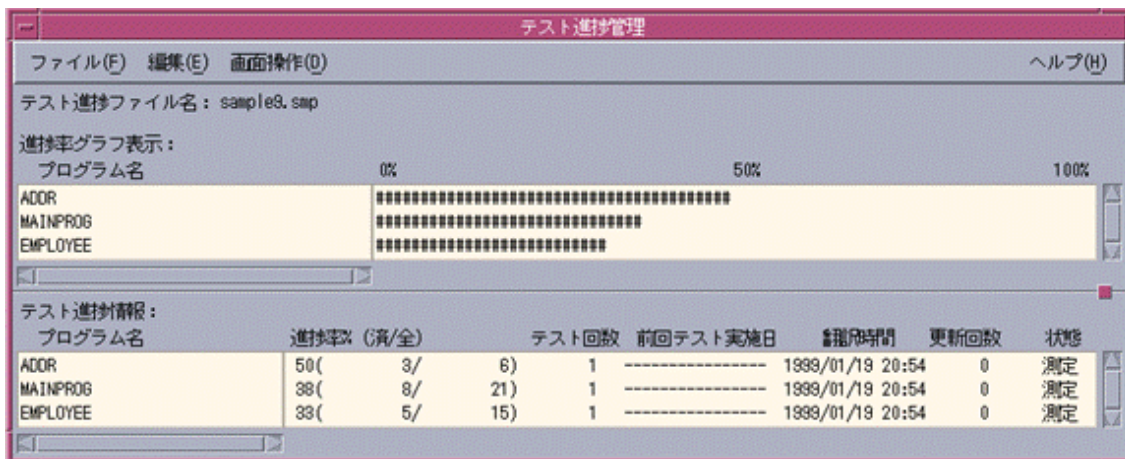 テスト進捗管理
ファイル(F) 編集(E) 画面操作(O) ヘルプ(H)
テスト進捗ファイル名: sample9.smp
進捗率グラフ表示:
プログラム名 0% 50% 100%
ADDR ########################################
MAINPROG ##############################
EMPLOYEE ##########################
テスト進捗情報:
プログラム名 進捗率% (済/全) テスト回数 前回テスト実施日 翻訳時間 更新回数 状態
ADDR 50( 3/ 6) 1 ---------------- 1999/01/19 20:54 0 測定
MAINPROG 38( 8/ 21) 1 ---------------- 1999/01/19 20:54 0 測定
EMPLOYEE 33( 5/ 15) 1 ---------------- 1999/01/19 20:54 0 測定